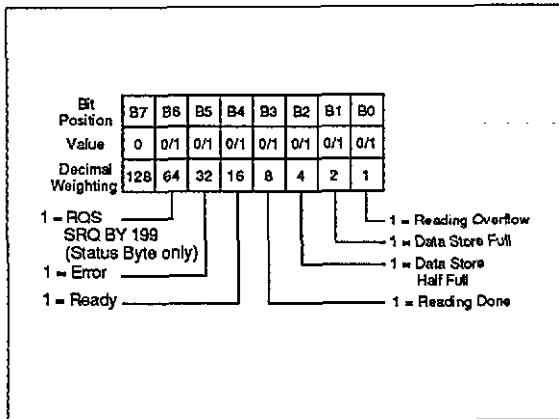 Bit Position B7 B6 B5 B4 B3 B2 B1 B0
Value 0 0/1 0/1 0/1 0/1 0/1 0/1 0/1
Decimal Weighting 128 64 32 16 8 4 2 1
1 = RQS
SRQ BY 199
(Status Byte only)
1 = Error
1 = Ready
1 = Reading Overflow
1 = Data Store Full
1 = Data Store
Half Full
1 = Reading Done